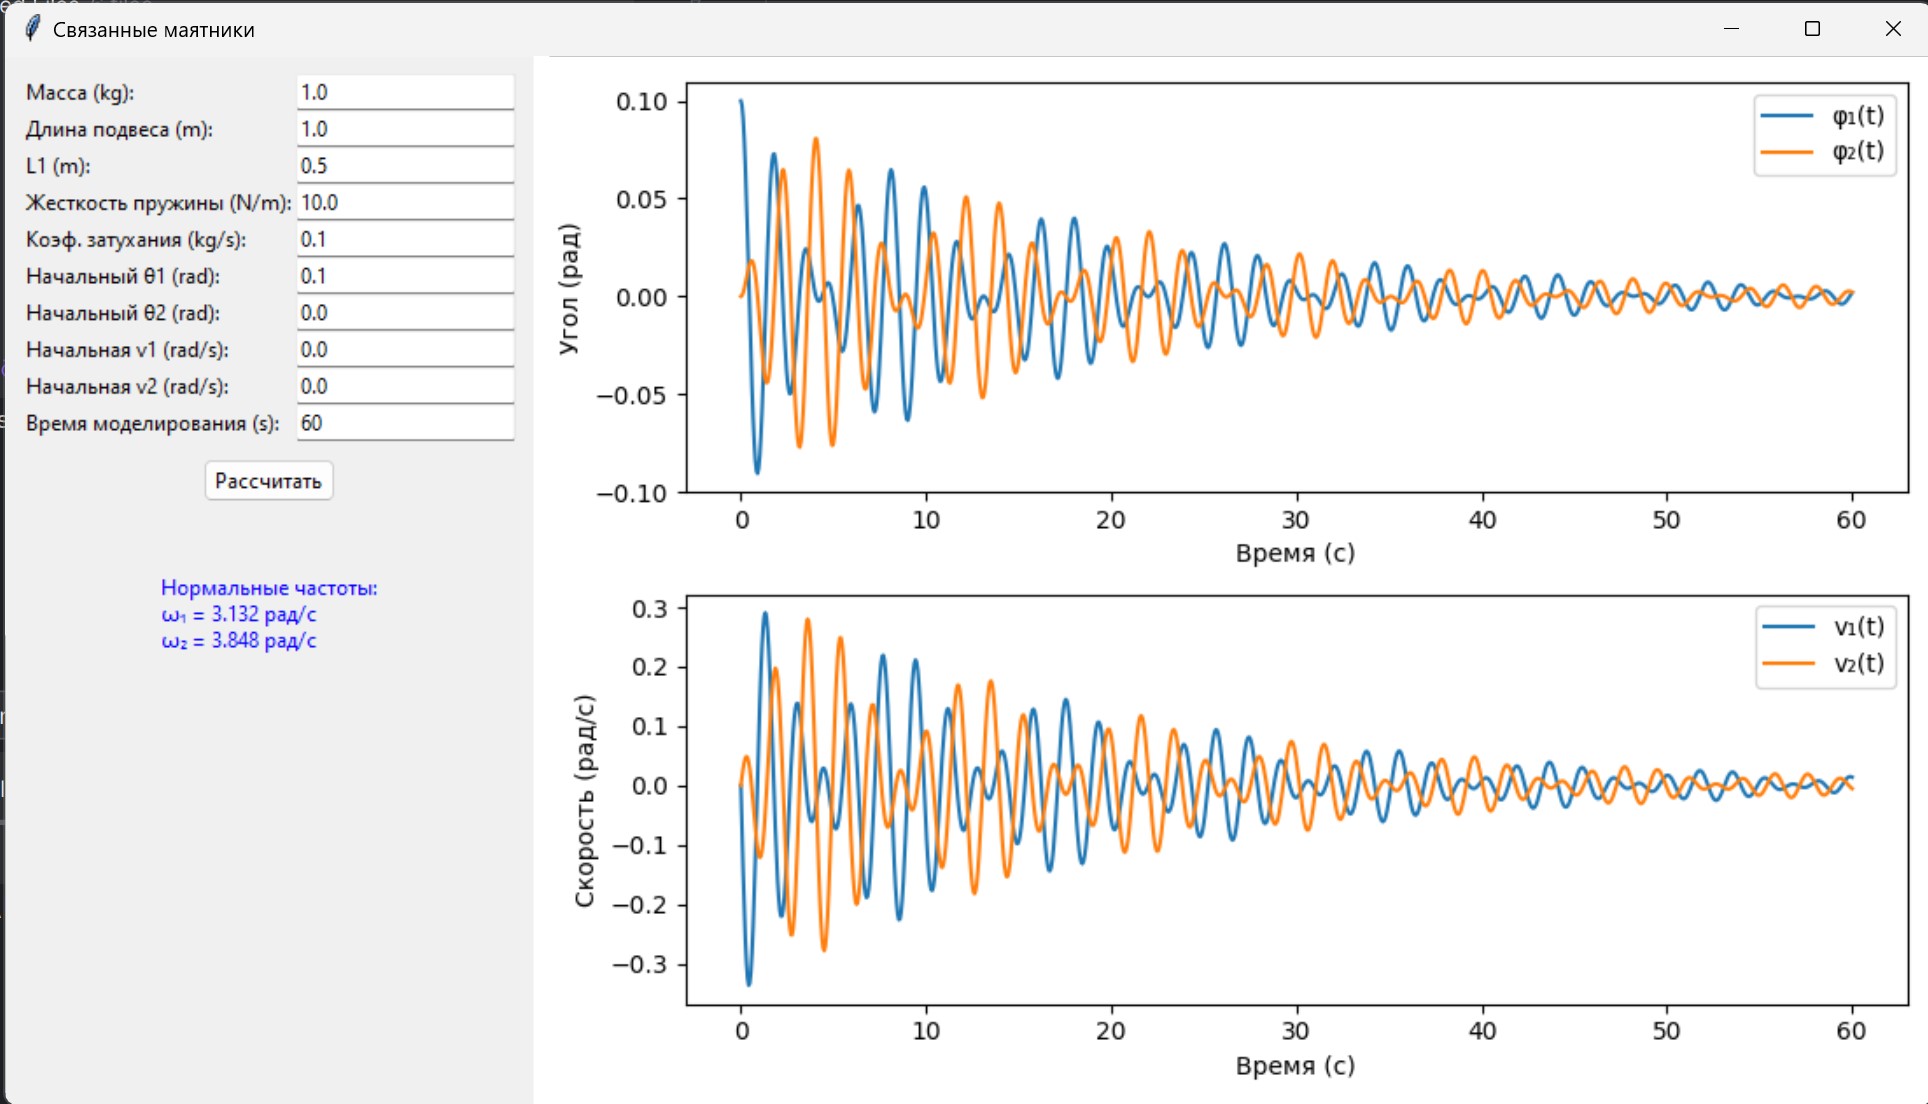 Связанные маятники
Масса (kg): 1.0
Длина подвеса (m): 1.0
L1 (m): 0.5
Жесткость пружины (N/m): 10.0
Коэф. затухания (kg/s): 0.1
Начальный θ1 (rad): 0.1
Начальный θ2 (rad): 0.0
Начальная v1 (rad/s): 0.0
Начальная v2 (rad/s): 0.0
Время моделирования (s): 60
Рассчитать
Нормальные частоты:
ω₁ = 3.132 рад/с
ω₂ = 3.848 рад/с
Угол (рад)
0.10
0.05
0.00
−0.05
−0.10
φ₁(t)
φ₂(t)
0 10 20 30 40 50 60
Время (с)
Скорость (рад/с)
0.3
0.2
0.1
0.0
−0.1
−0.2
−0.3
v₁(t)
v₂(t)
0 10 20 30 40 50 60
Время (с)